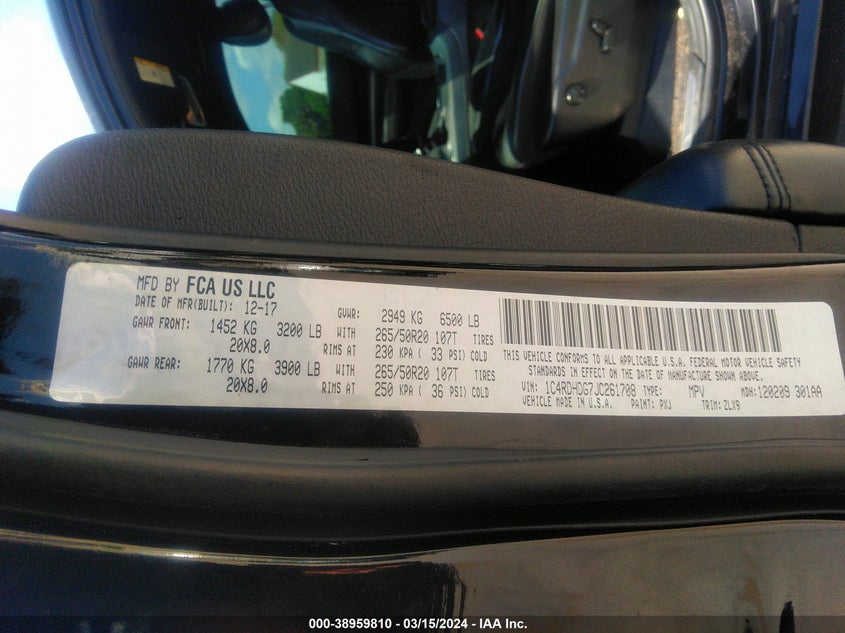 MFD BY FCA US LLC
DATE OF MFR(BUILT): 12-17 GVWR: 2949 KG 6500 LB
GAWR FRONT: 1452 KG 3200 LB WITH 265/50R20 107T TIRES
20X8.0 RIMS AT 230 KPA ( 33 PSI) COLD
GAWR REAR: 1770 KG 3900 LB WITH 265/50R20 107T TIRES
20X8.0 RIMS AT 250 KPA ( 36 PSI) COLD
THIS VEHICLE CONFORMS TO ALL APPLICABLE U.S.A. FEDERAL MOTOR VEHICLE SAFETY
STANDARDS IN EFFECT ON THE DATE OF MANUFACTURE SHOWN ABOVE.
VIN: 1C4RDHDG7JC261708 TYPE: MPV MDH: 120209 301AA
VEHICLE MADE IN U.S.A. PAINT: PXJ TRIM: ZLX9
000-38959810 - 03/15/2024 - IAA Inc.